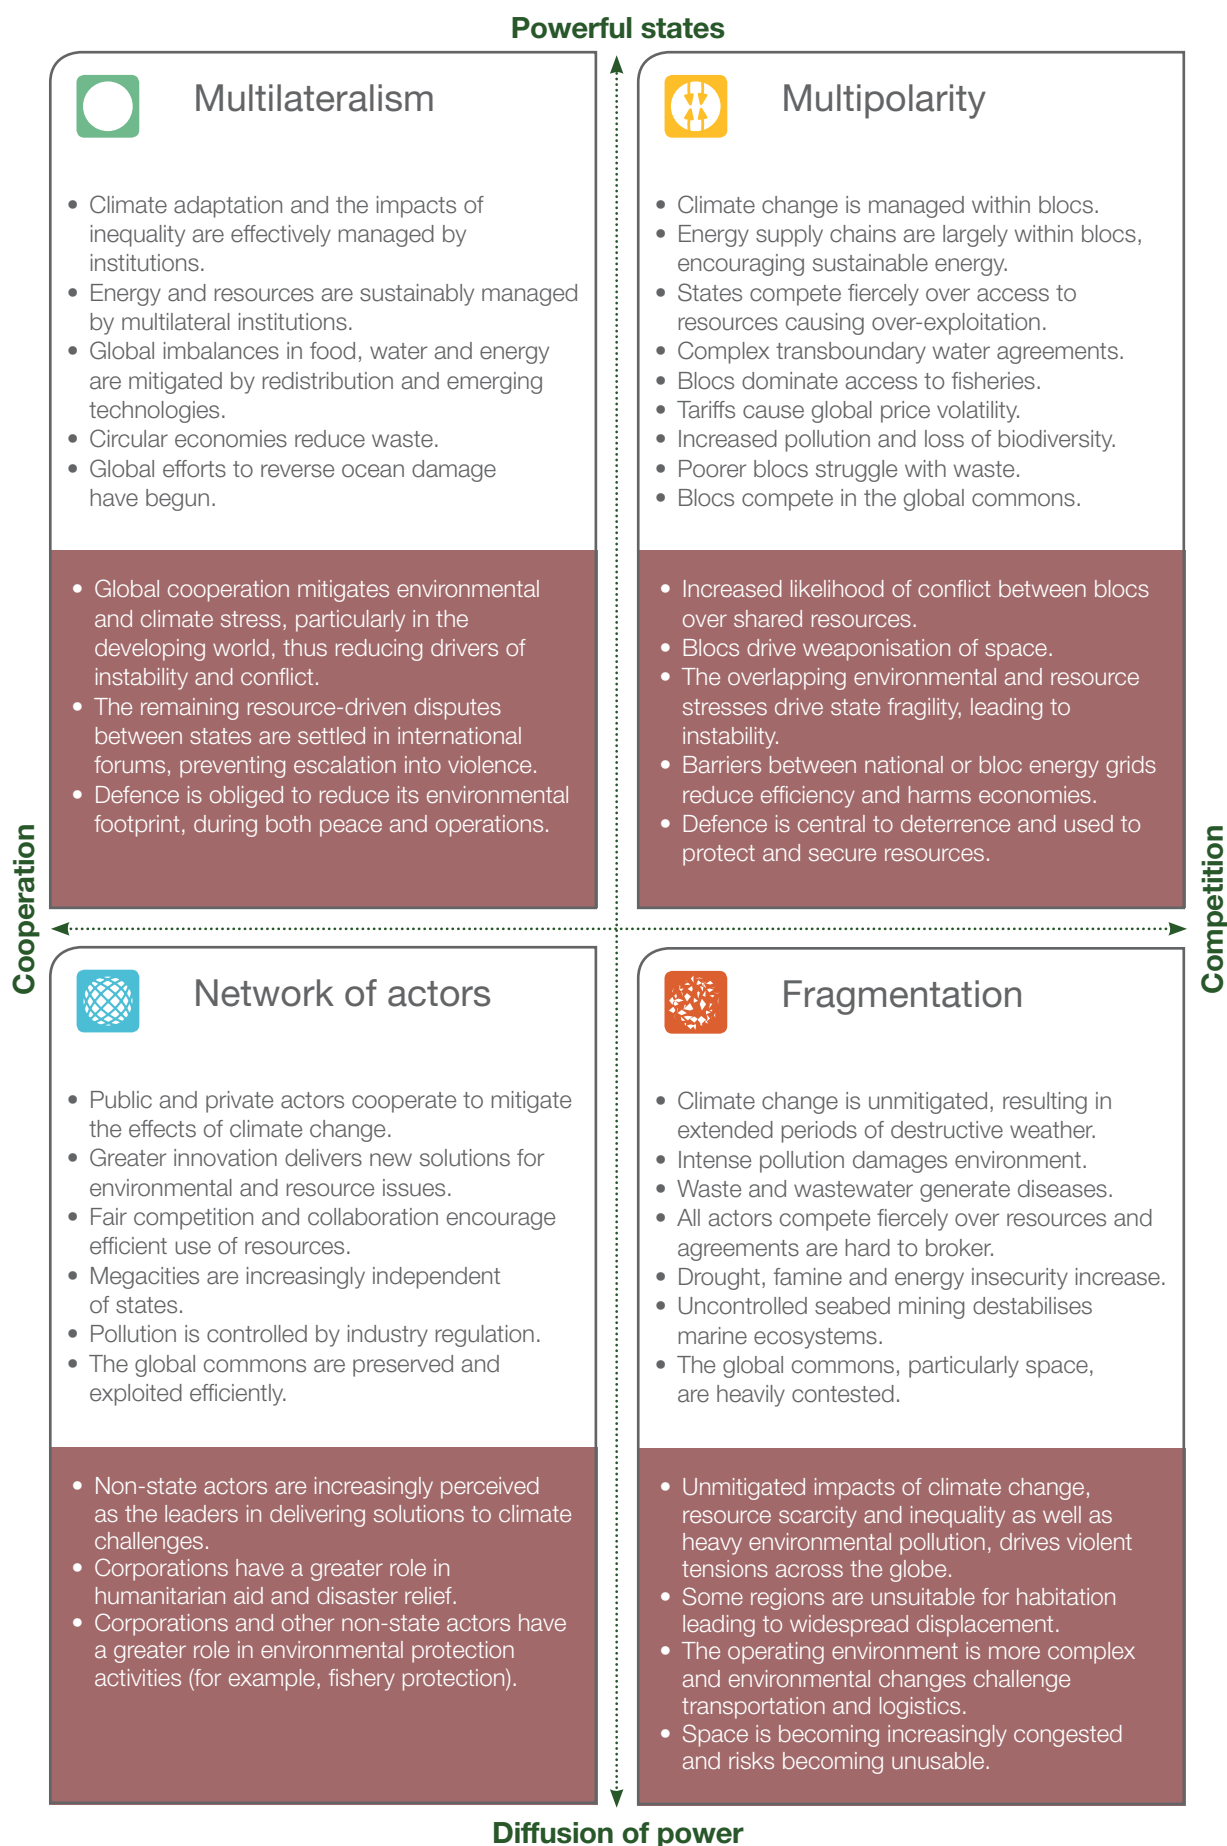 Powerful states
Multilateralism
• Climate adaptation and the impacts of
inequality are effectively managed by
institutions.
• Energy and resources are sustainably managed
by multilateral institutions.
• Global imbalances in food, water and energy
are mitigated by redistribution and emerging
technologies.
• Circular economies reduce waste.
• Global efforts to reverse ocean damage
have begun.
• Global cooperation mitigates environmental
and climate stress, particularly in the
developing world, thus reducing drivers of
instability and conflict.
• The remaining resource-driven disputes
between states are settled in international
forums, preventing escalation into violence.
• Defence is obliged to reduce its environmental
footprint, during both peace and operations.
Multipolarity
• Climate change is managed within blocs.
• Energy supply chains are largely within blocs,
encouraging sustainable energy.
• States compete fiercely over access to
resources causing over-exploitation.
• Complex transboundary water agreements.
• Blocs dominate access to fisheries.
• Tariffs cause global price volatility.
• Increased pollution and loss of biodiversity.
• Poorer blocs struggle with waste.
• Blocs compete in the global commons.
• Increased likelihood of conflict between blocs
over shared resources.
• Blocs drive weaponisation of space.
• The overlapping environmental and resource
stresses drive state fragility, leading to
instability.
• Barriers between national or bloc energy grids
reduce efficiency and harms economies.
• Defence is central to deterrence and used to
protect and secure resources.
Cooperation
Competition
Network of actors
• Public and private actors cooperate to mitigate
the effects of climate change.
• Greater innovation delivers new solutions for
environmental and resource issues.
• Fair competition and collaboration encourage
efficient use of resources.
• Megacities are increasingly independent
of states.
• Pollution is controlled by industry regulation.
• The global commons are preserved and
exploited efficiently.
• Non-state actors are increasingly perceived
as the leaders in delivering solutions to climate
challenges.
• Corporations have a greater role in
humanitarian aid and disaster relief.
• Corporations and other non-state actors have
a greater role in environmental protection
activities (for example, fishery protection).
Fragmentation
• Climate change is unmitigated, resulting in
extended periods of destructive weather.
• Intense pollution damages environment.
• Waste and wastewater generate diseases.
• All actors compete fiercely over resources and
agreements are hard to broker.
• Drought, famine and energy insecurity increase.
• Uncontrolled seabed mining destabilises
marine ecosystems.
• The global commons, particularly space,
are heavily contested.
• Unmitigated impacts of climate change,
resource scarcity and inequality as well as
heavy environmental pollution, drives violent
tensions across the globe.
• Some regions are unsuitable for habitation
leading to widespread displacement.
• The operating environment is more complex
and environmental changes challenge
transportation and logistics.
• Space is becoming increasingly congested
and risks becoming unusable.
Diffusion of power